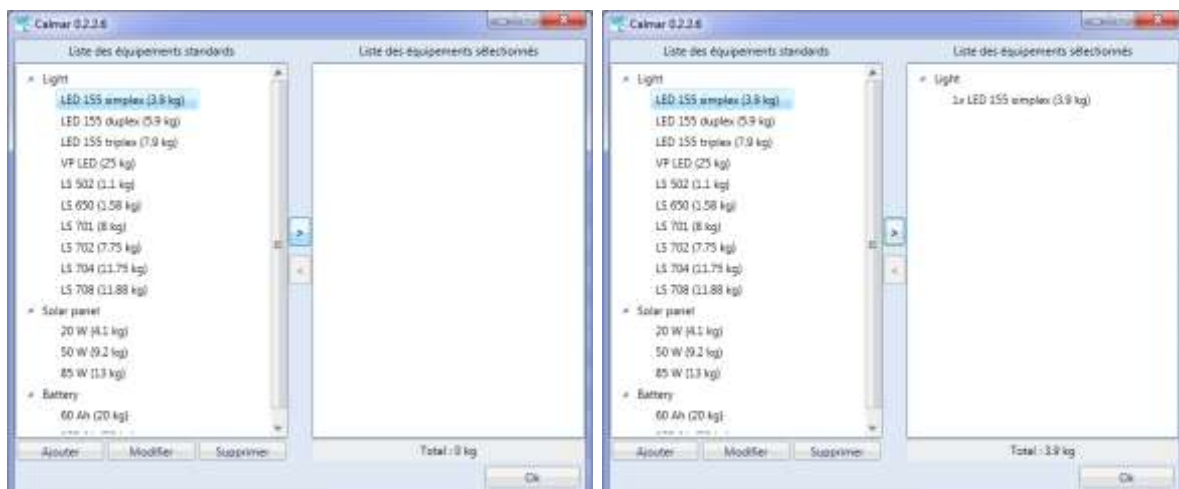 Calmar 0.2.2.6
Liste des équipements standards
Liste des équipements sélectionnés
Light
LED 155 simplex (3.9 kg)
LED 155 duplex (5.9 kg)
LED 155 triplex (7.9 kg)
VP LED (25 kg)
LS 502 (1.1 kg)
LS 650 (1.58 kg)
LS 701 (8 kg)
LS 702 (7.75 kg)
LS 704 (11.75 kg)
LS 708 (11.88 kg)
Solar panel
20 W (4.1 kg)
50 W (9.2 kg)
85 W (13 kg)
Battery
60 Ah (20 kg)
>
<
Ajouter Modifier Supprimer
Total : 0 kg
Ok
Calmar 0.2.2.6
Liste des équipements standards
Liste des équipements sélectionnés
Light
LED 155 simplex (3.9 kg)
LED 155 duplex (5.9 kg)
LED 155 triplex (7.9 kg)
VP LED (25 kg)
LS 502 (1.1 kg)
LS 650 (1.58 kg)
LS 701 (8 kg)
LS 702 (7.75 kg)
LS 704 (11.75 kg)
LS 708 (11.88 kg)
Solar panel
20 W (4.1 kg)
50 W (9.2 kg)
85 W (13 kg)
Battery
60 Ah (20 kg)
>
<
Light
1x LED 155 simplex (3.9 kg)
Ajouter Modifier Supprimer
Total : 3.9 kg
Ok